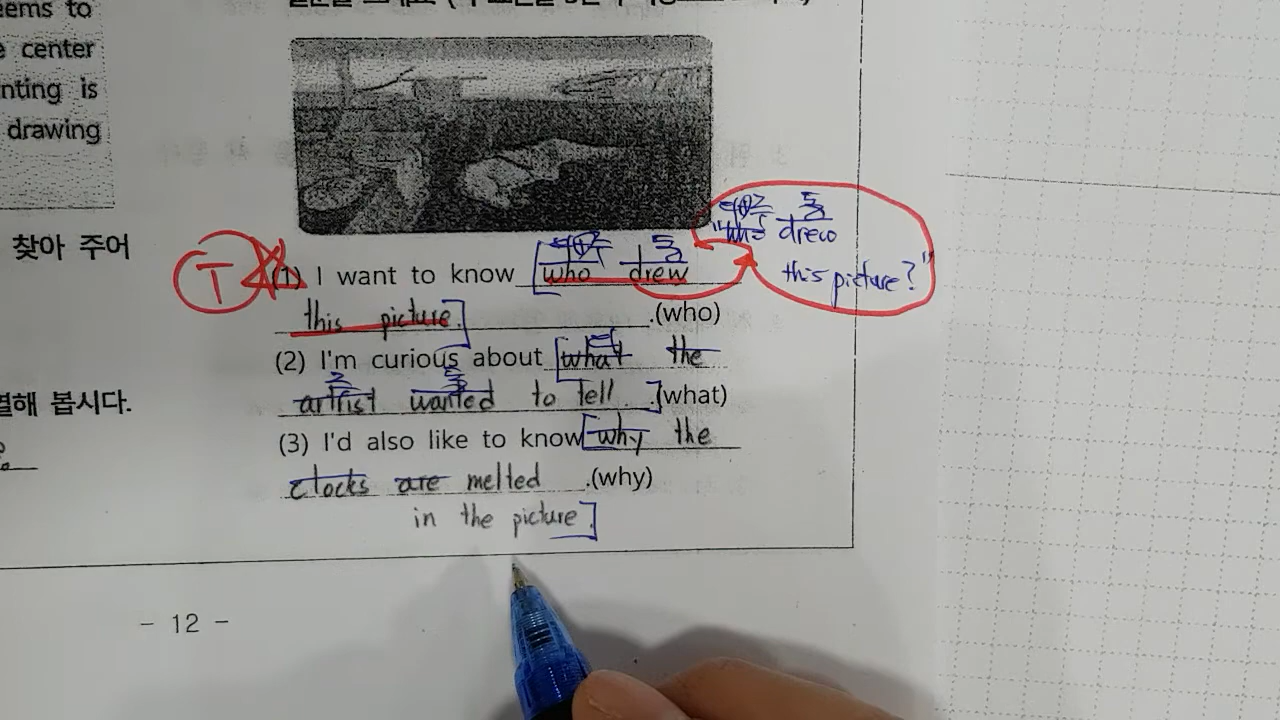 eems to
center
nting is
drawing
찾아 주어
"who drew
this picture?"
T
(1) I want to know [who drew
this picture.] .(who)
(2) I'm curious about [what the
artrist wanted to tell .](what)
(3) I'd also like to know [why the
clocks are melted .(why)
in the picture.]
해 봅시다.
- 12 -